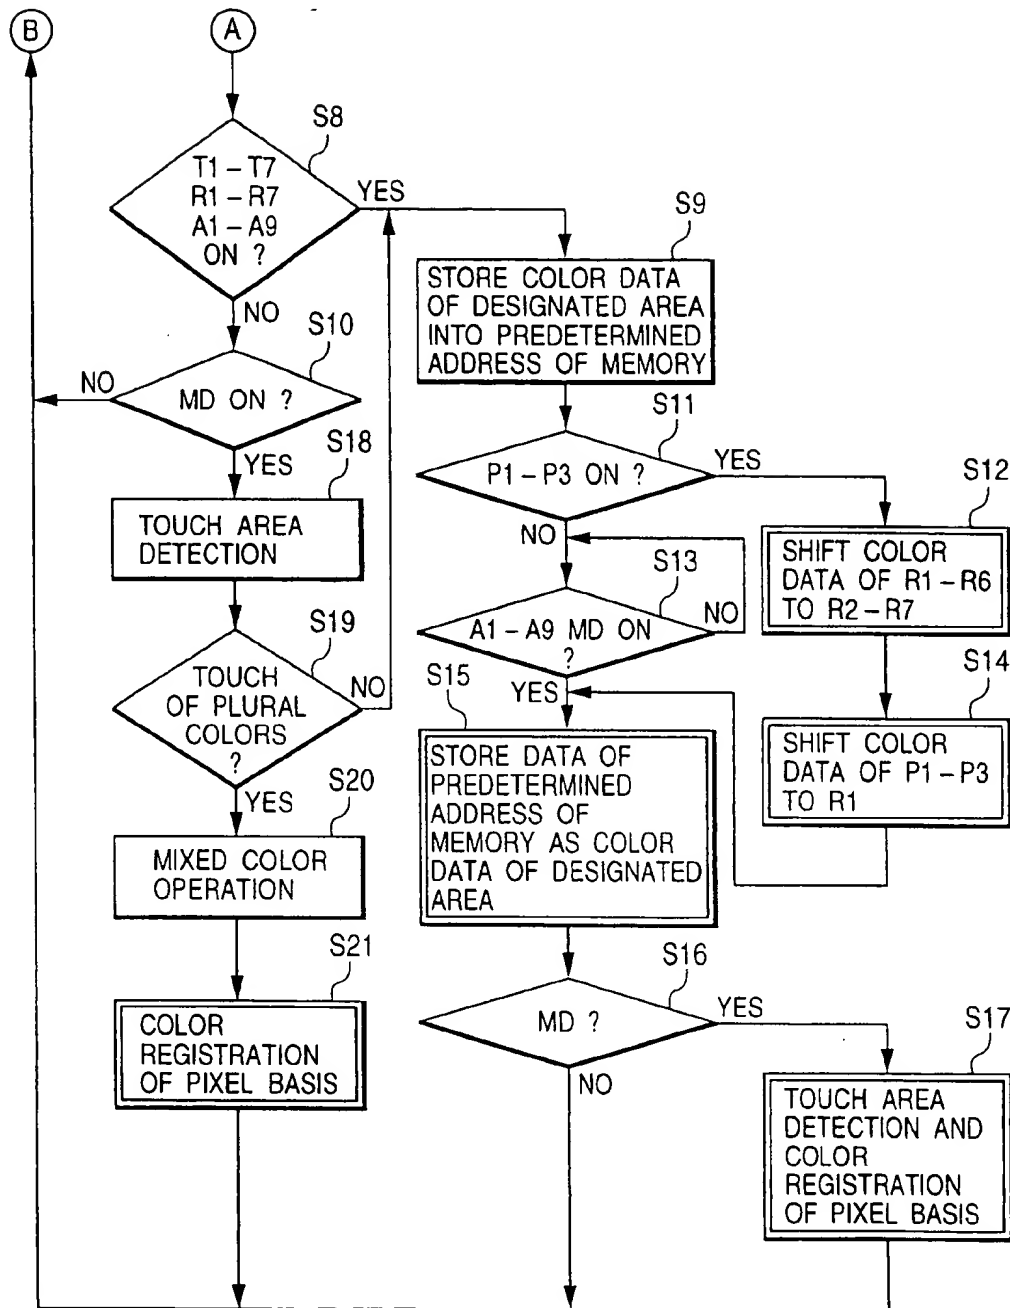 B
A
S8
T1 – T7
R1 – R7
A1 – A9
ON ?
YES
NO
S9
STORE COLOR DATA
OF DESIGNATED AREA
INTO PREDETERMINED
ADDRESS OF MEMORY
S10
MD ON ?
NO
YES
S11
P1 – P3 ON ?
YES
NO
S12
SHIFT COLOR
DATA OF R1 – R6
TO R2 – R7
S18
TOUCH AREA
DETECTION
S13
A1 – A9 MD ON
?
NO
YES
S14
SHIFT COLOR
DATA OF P1 – P3
TO R1
S19
TOUCH
OF PLURAL
COLORS
?
NO
YES
S15
STORE DATA OF
PREDETERMINED
ADDRESS OF
MEMORY AS COLOR
DATA OF DESIGNATED
AREA
S20
MIXED COLOR
OPERATION
S21
COLOR
REGISTRATION
OF PIXEL BASIS
S16
MD ?
YES
NO
S17
TOUCH AREA
DETECTION AND
COLOR
REGISTRATION
OF PIXEL BASIS